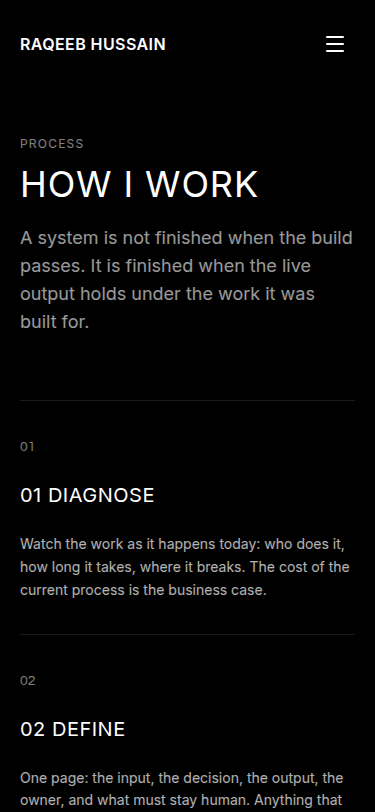 RAQEEB HUSSAIN
PROCESS
HOW I WORK
A system is not finished when the build
passes. It is finished when the live
output holds under the work it was
built for.
01
01 DIAGNOSE
Watch the work as it happens today: who does it,
how long it takes, where it breaks. The cost of the
current process is the business case.
02
02 DEFINE
One page: the input, the decision, the output, the
owner, and what must stay human. Anything that